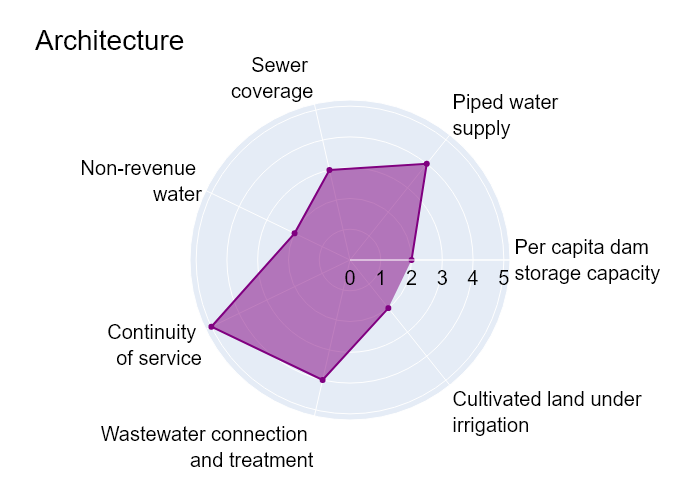 Architecture
Sewer
coverage
Piped water
supply
Non-revenue
water
Per capita dam
storage capacity
0 1 2 3 4 5
Continuity
of service
Cultivated land under
irrigation
Wastewater connection
and treatment